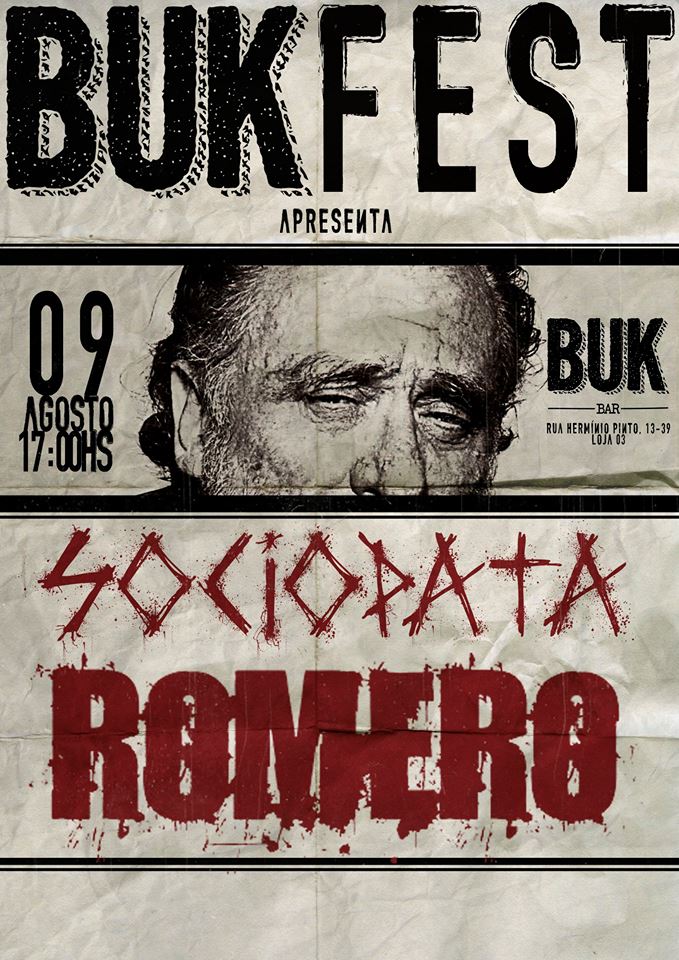 BUKFEST
APRESENTA
09
AGOSTO
17:00HS
BUK
BAR
RUA HERMÍNIO PINTO, 13-39
LOJA 03
SOCIOPATA
ROMERO